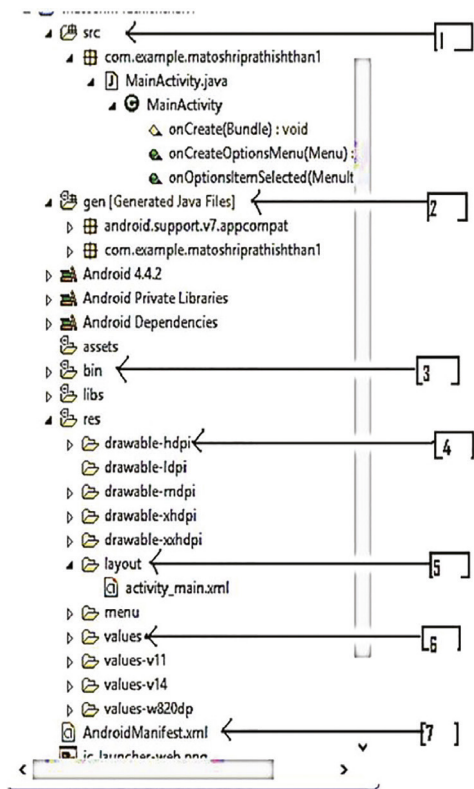 src [1]
com.example.matoshriprathishthan1
MainActivity.java
MainActivity
onCreate(Bundle) : void
onCreateOptionsMenu(Menu) :
onOptionsItemSelected(MenuIt
gen [Generated Java Files] [2]
android.support.v7.appcompat
com.example.matoshriprathishthan1
Android 4.4.2
Android Private Libraries
Android Dependencies
assets
bin [3]
libs
res
drawable-hdpi [4]
drawable-ldpi
drawable-mdpi
drawable-xhdpi
drawable-xxhdpi
layout [5]
activity_main.xml
menu
values [6]
values-v11
values-v14
values-w820dp
AndroidManifest.xml [7]
ic_launcher-web.png